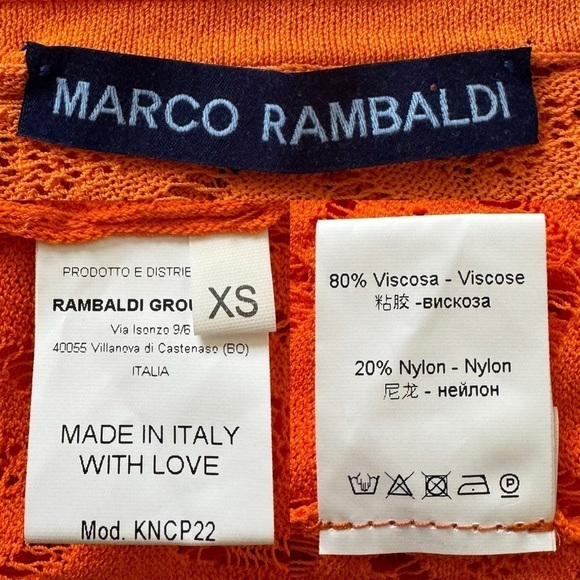 MARCO RAMBALDI
PRODOTTO E DISTRIE
XS
RAMBALDI GROU
Via Isonzo 9/6
40055 Villanova di Castenaso (BO)
ITALIA
MADE IN ITALY
WITH LOVE
Mod. KNCP22
80% Viscosa - Viscose
粘胶 -вискоза
20% Nylon - Nylon
尼龙 - нейлон